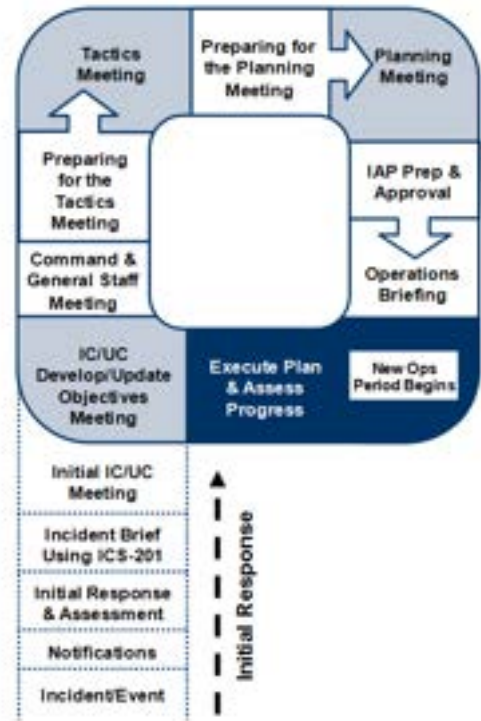 Tactics
Meeting
Preparing for
the Planning
Meeting
Planning
Meeting
Preparing
for the
Tactics
Meeting
IAP Prep &
Approval
Command &
General Staff
Meeting
Operations
Briefing
IC/UC
Develop/Update
Objectives
Meeting
Execute Plan
& Assess
Progress
New Ops
Period Begins
Initial IC/UC
Meeting
Incident Brief
Using ICS-201
Initial Response
& Assessment
Notifications
Incident/Event
Initial Response